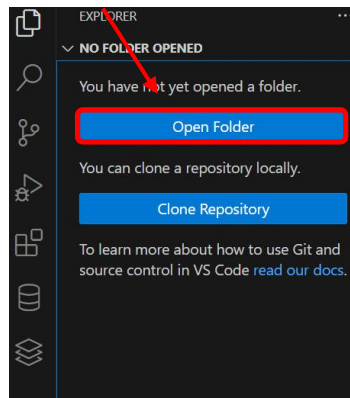 EXPLORER
NO FOLDER OPENED
You have not yet opened a folder.
Open Folder
You can clone a repository locally.
Clone Repository
To learn more about how to use Git and
source control in VS Code read our docs.